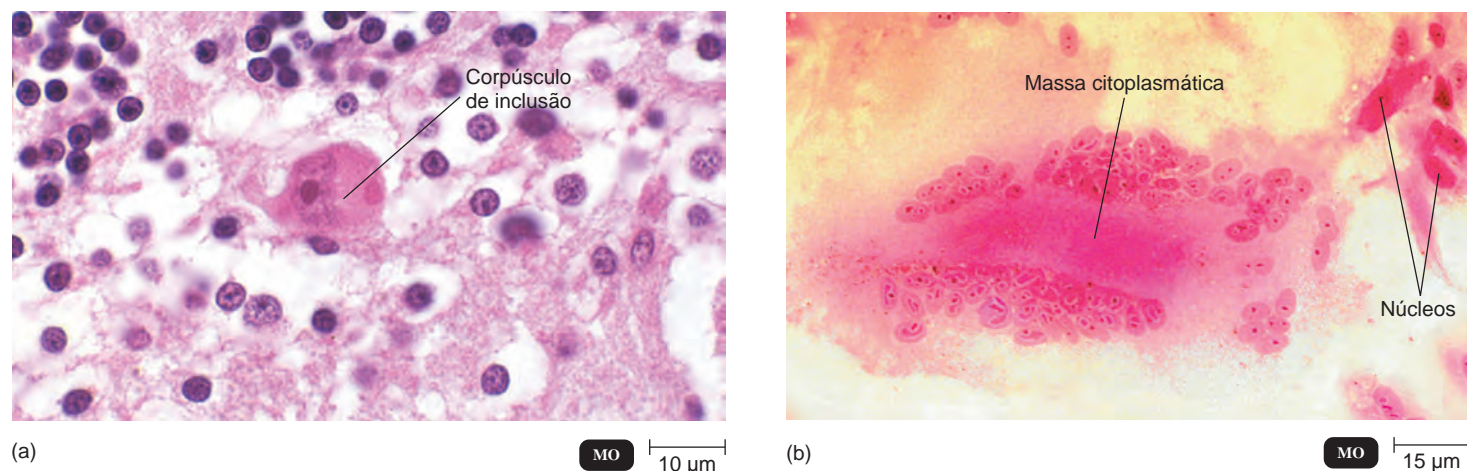 Corpúsculo
de inclusão
Massa citoplasmática
Núcleos
(a)
MO
10 μm
(b)
MO
15 μm